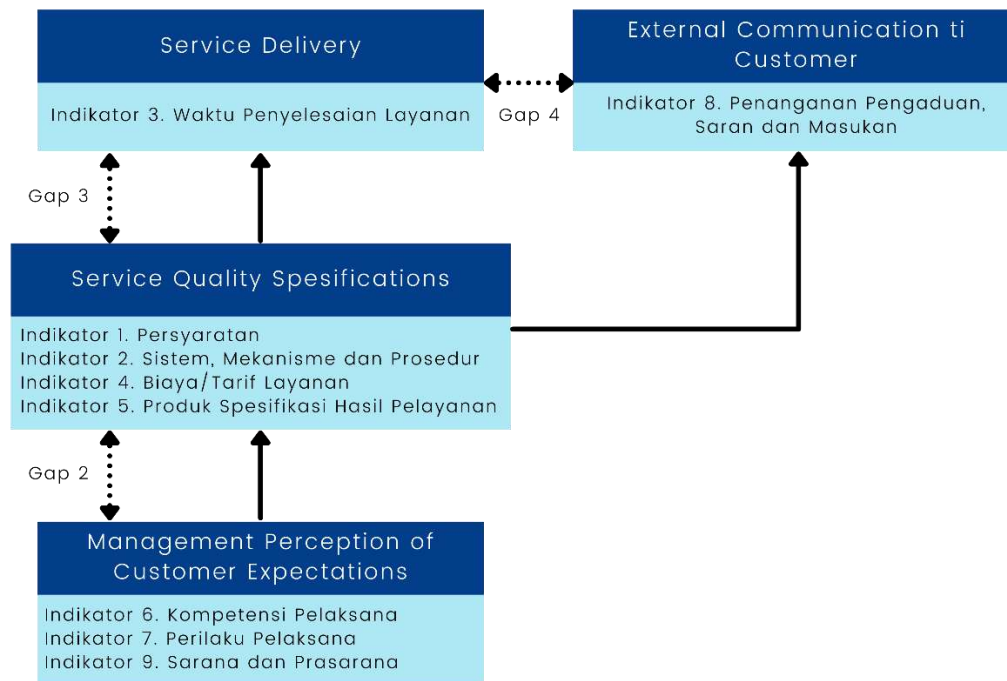 Service Delivery
Indikator 3. Waktu Penyelesaian Layanan
External Communication ti
Customer
Indikator 8. Penanganan Pengaduan,
Saran dan Masukan
Gap 4
Gap 3
Service Quality Spesifications
Indikator 1. Persyaratan
Indikator 2. Sistem, Mekanisme dan Prosedur
Indikator 4. Biaya/Tarif Layanan
Indikator 5. Produk Spesifikasi Hasil Pelayanan
Gap 2
Management Perception of
Customer Expectations
Indikator 6. Kompetensi Pelaksana
Indikator 7. Perilaku Pelaksana
Indikator 9. Sarana dan Prasarana